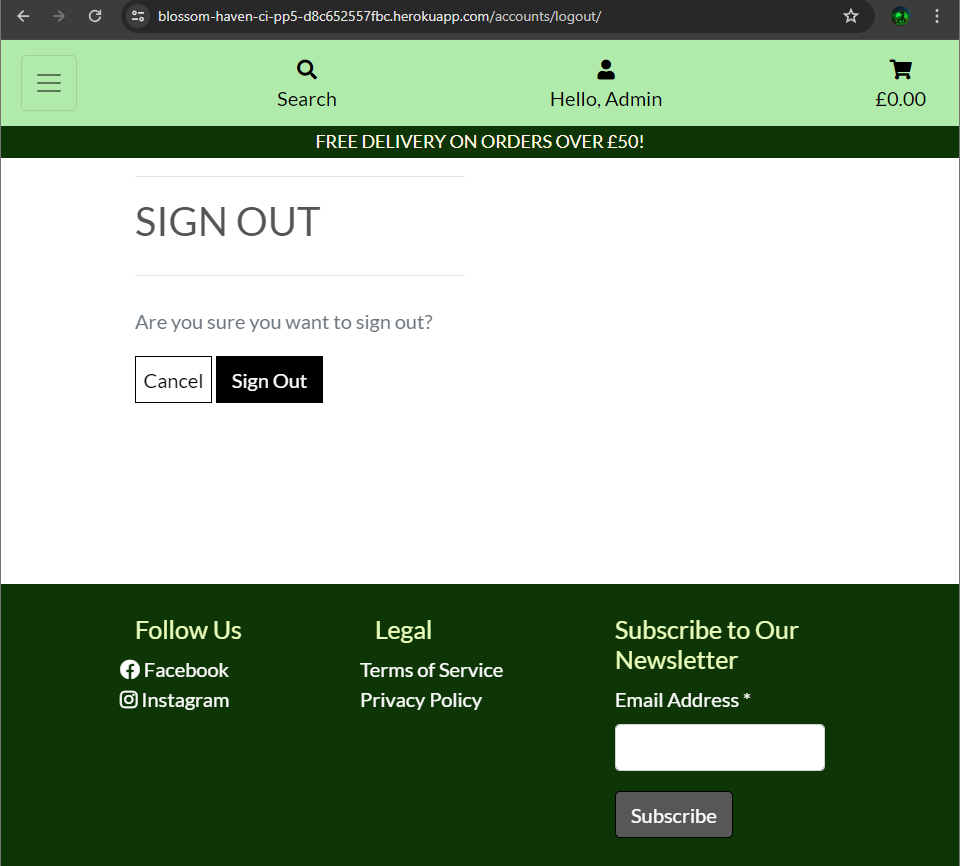 blossom-haven-ci-pp5-d8c652557fbc.herokuapp.com/accounts/logout/
Search
Hello, Admin
£0.00
FREE DELIVERY ON ORDERS OVER £50!
SIGN OUT
Are you sure you want to sign out?
Cancel
Sign Out
Follow Us
Facebook
Instagram
Legal
Terms of Service
Privacy Policy
Subscribe to Our
Newsletter
Email Address *
Subscribe